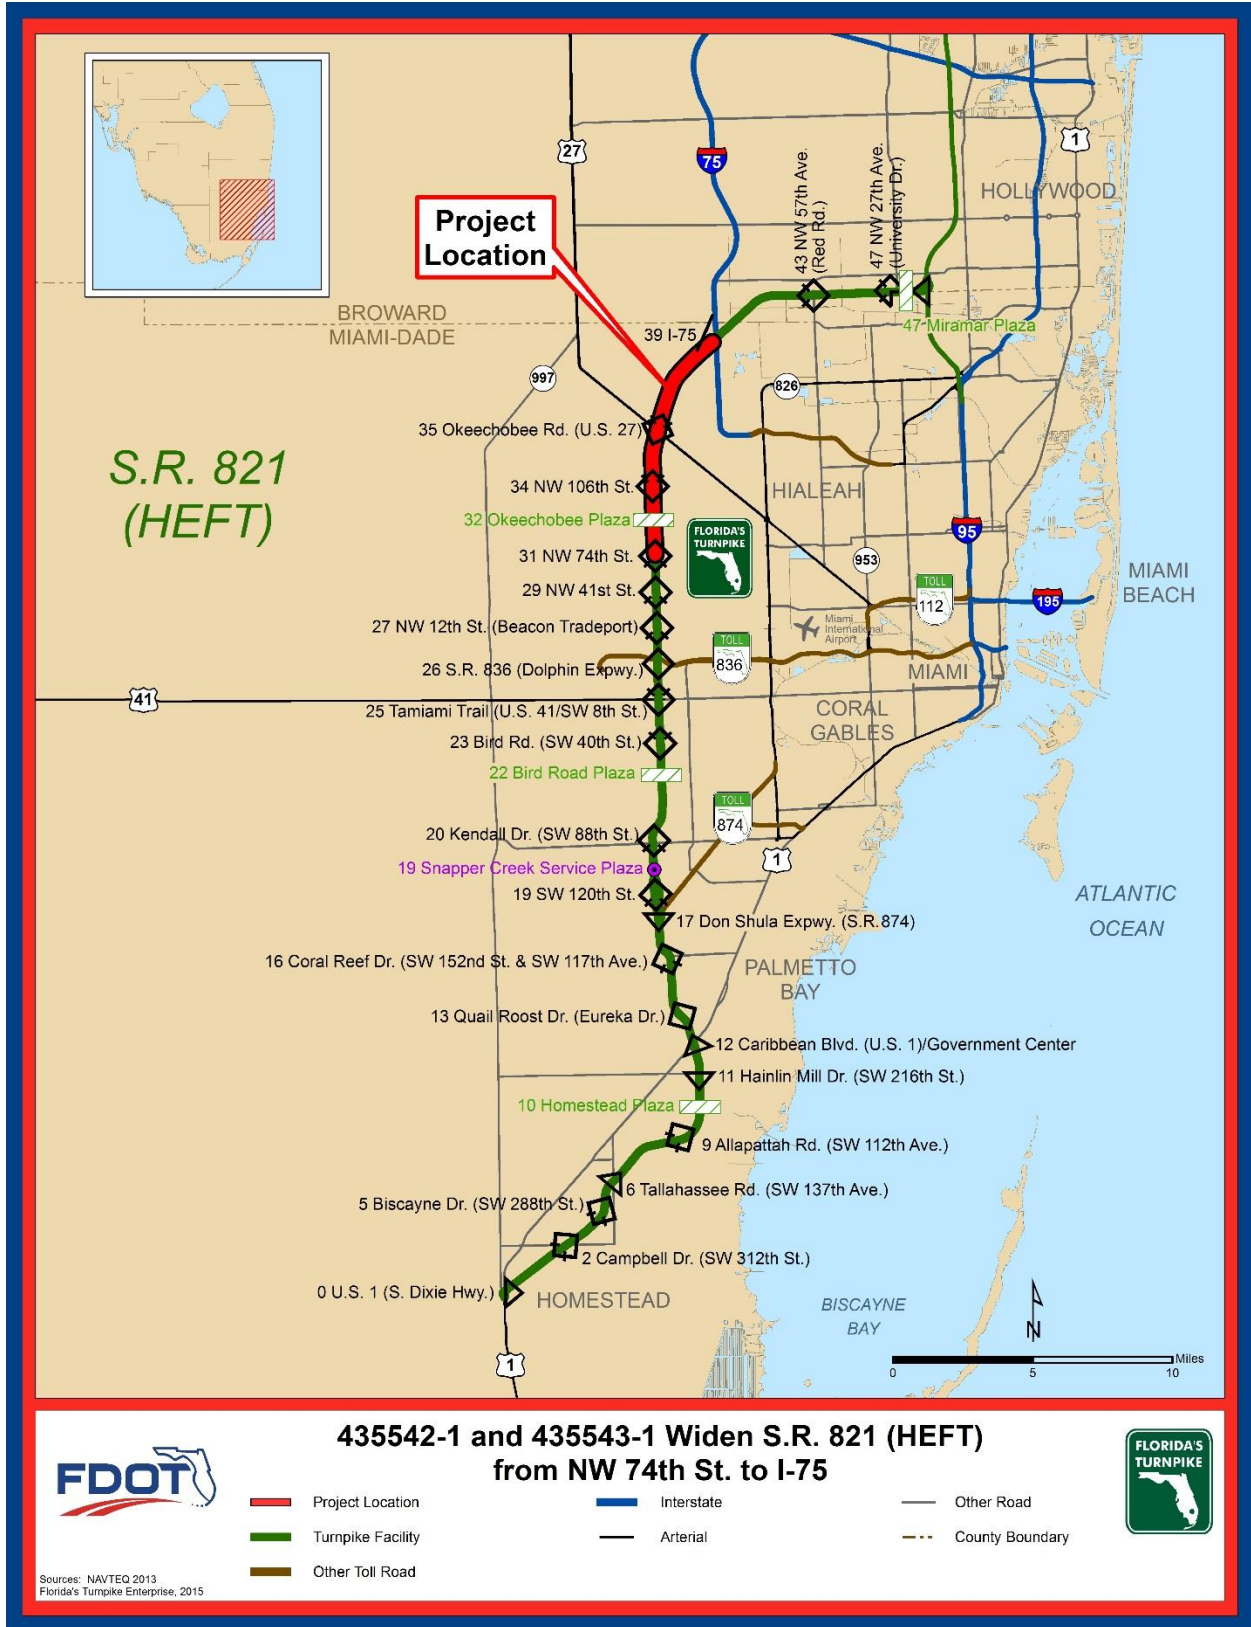 27
75
1
HOLLYWOOD
43 NW 57th Ave.
(Red Rd.)
47 NW 27th Ave.
(University Dr.)
Project
Location
BROWARD
MIAMI-DADE
47 Miramar Plaza
39 I-75
997
826
35 Okeechobee Rd. (U.S. 27)
S.R. 821
(HEFT)
34 NW 106th St.
HIALEAH
32 Okeechobee Plaza
FLORIDA'S
TURNPIKE
95
31 NW 74th St.
953
MIAMI
BEACH
29 NW 41st St.
TOLL
112
195
27 NW 12th St. (Beacon Tradeport)
Miami
International
Airport
TOLL
836
26 S.R. 836 (Dolphin Expwy.)
MIAMI
41
25 Tamiami Trail (U.S. 41/SW 8th St.)
CORAL
GABLES
23 Bird Rd. (SW 40th St.)
22 Bird Road Plaza
TOLL
874
20 Kendall Dr. (SW 88th St.)
1
19 Snapper Creek Service Plaza
19 SW 120th St.
ATLANTIC
OCEAN
17 Don Shula Expwy. (S.R.874)
16 Coral Reef Dr. (SW 152nd St. & SW 117th Ave.)
PALMETTO
BAY
13 Quail Roost Dr. (Eureka Dr.)
12 Caribbean Blvd. (U.S. 1)/Government Center
11 Hainlin Mill Dr. (SW 216th St.)
10 Homestead Plaza
9 Allapattah Rd. (SW 112th Ave.)
6 Tallahassee Rd. (SW 137th Ave.)
5 Biscayne Dr. (SW 288th St.)
2 Campbell Dr. (SW 312th St.)
0 U.S. 1 (S. Dixie Hwy.)
HOMESTEAD
BISCAYNE
BAY
N
1
Miles
0 5 10
435542-1 and 435543-1 Widen S.R. 821 (HEFT)
from NW 74th St. to I-75
FDOT
FLORIDA'S
TURNPIKE
Project Location
Interstate
Other Road
Turnpike Facility
Arterial
County Boundary
Other Toll Road
Sources: NAVTEQ 2013
Florida's Turnpike Enterprise, 2015